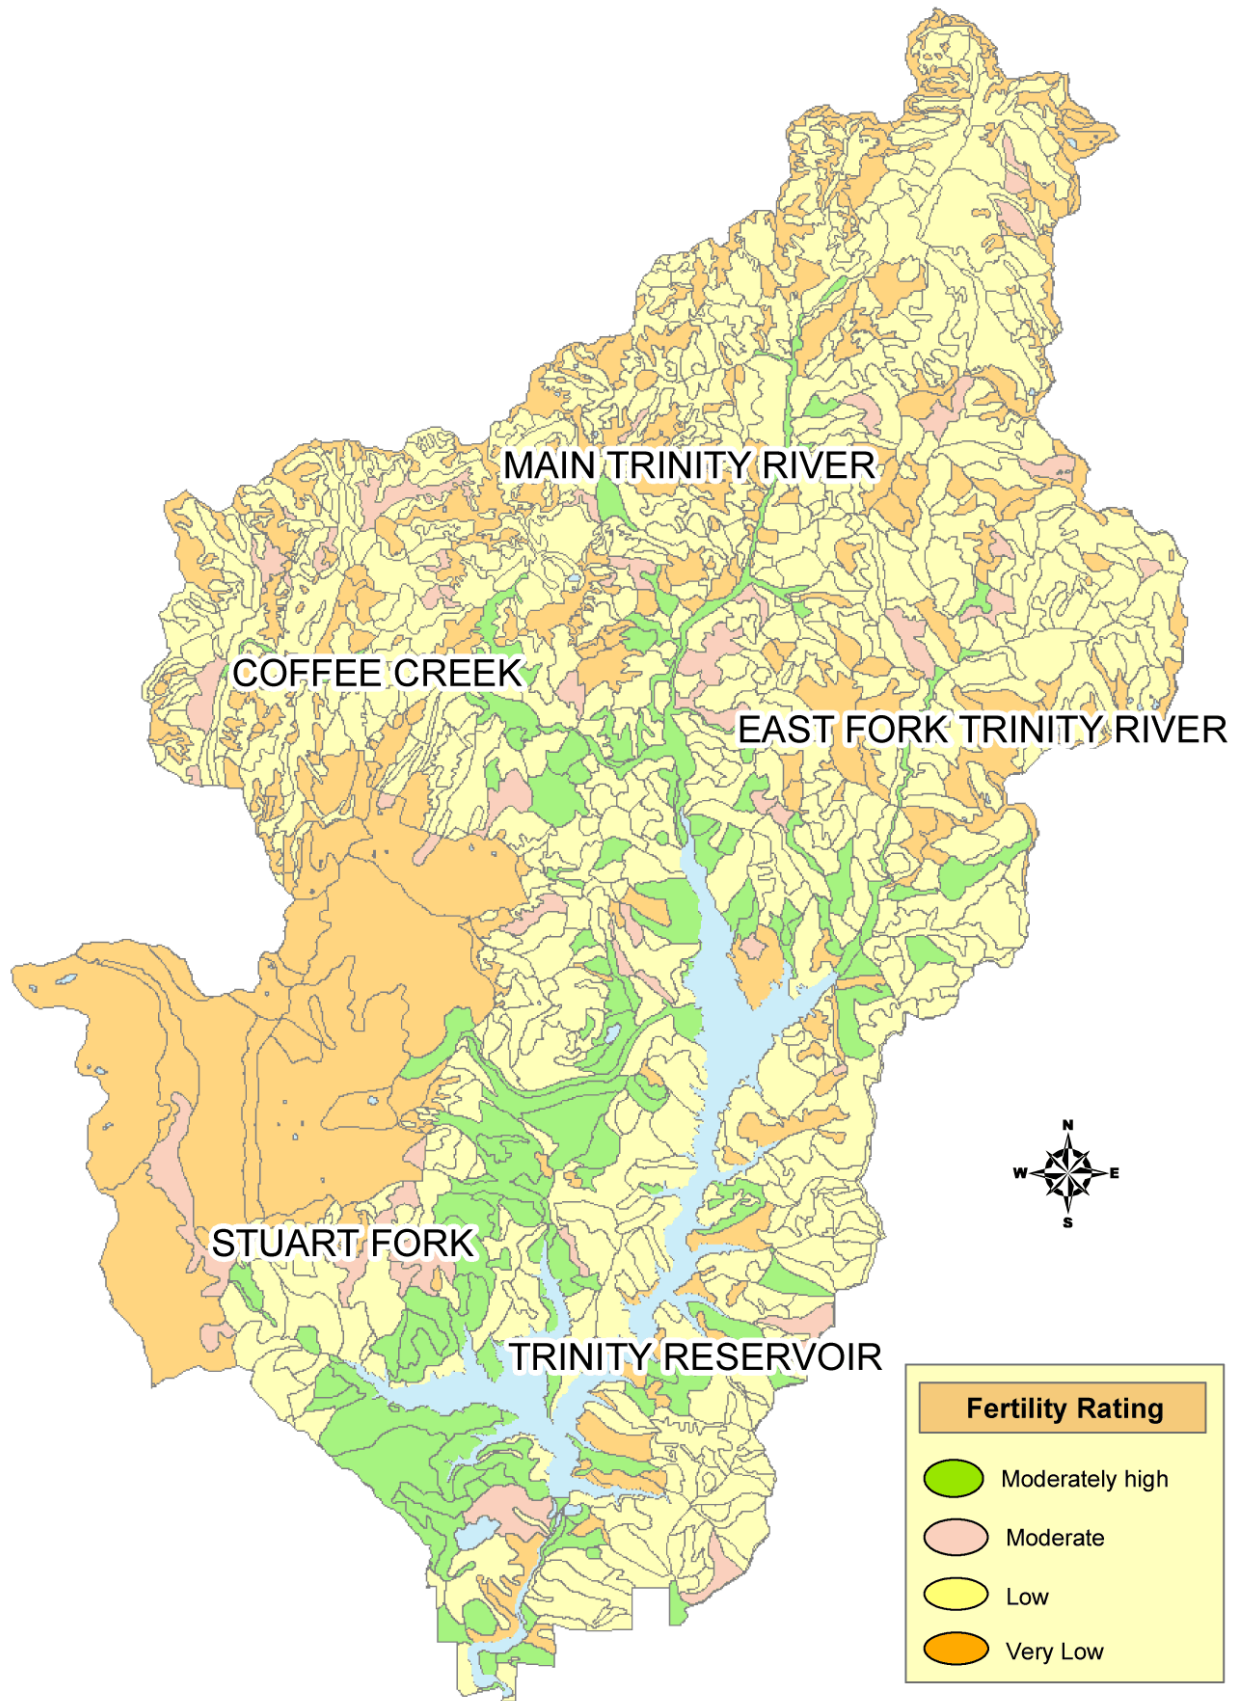 MAIN TRINITY RIVER
COFFEE CREEK
EAST FORK TRINITY RIVER
N
W
E
S
STUART FORK
TRINITY RESERVOIR
Fertility Rating
Moderately high
Moderate
Low
Very Low